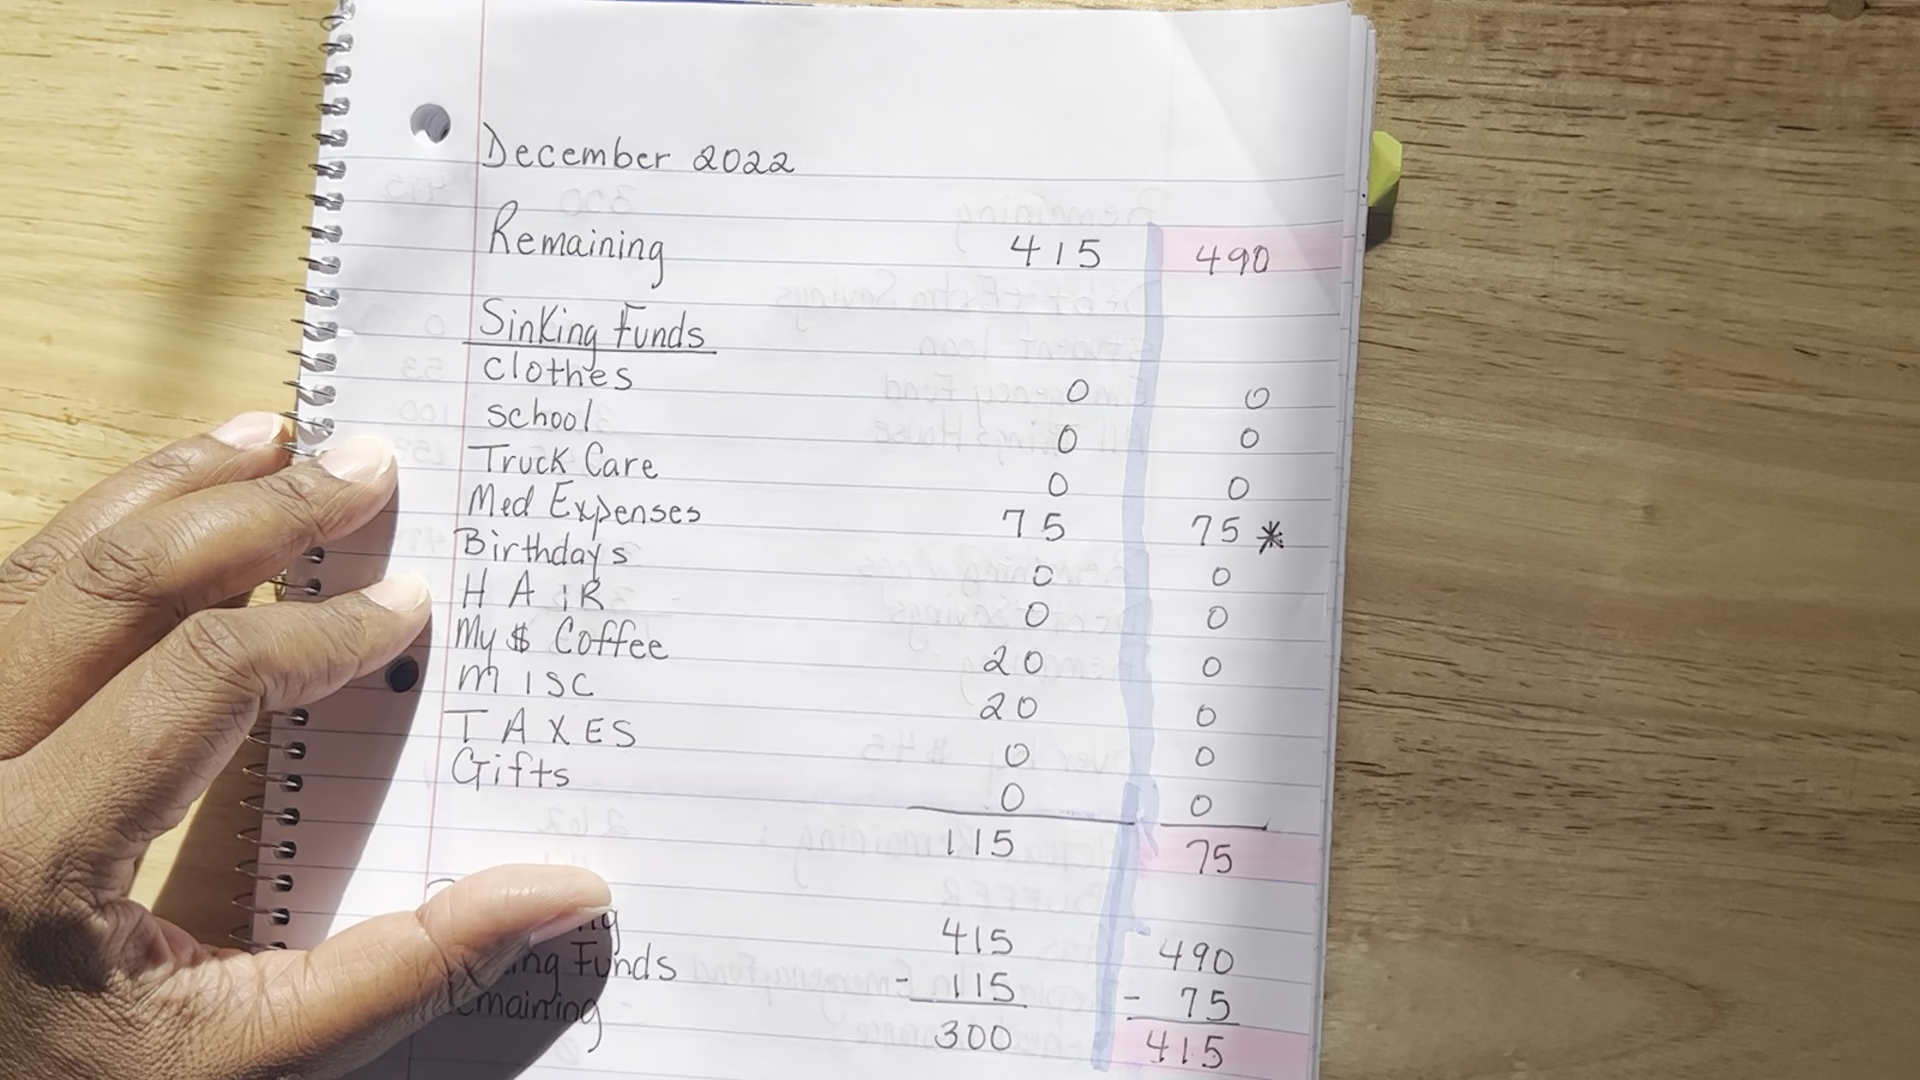 December 2022
Remaining 415 490
Sinking Funds
Clothes 0 0
School 0 0
Truck Care 0 0
Med Expenses 75 75 *
Birthdays 0 0
HAiR 0 0
My $ Coffee 20 0
MISC 20 0
TAXES 0 0
Gifts 0 0
115 75
415 490
Funds - 115 - 75
300 415